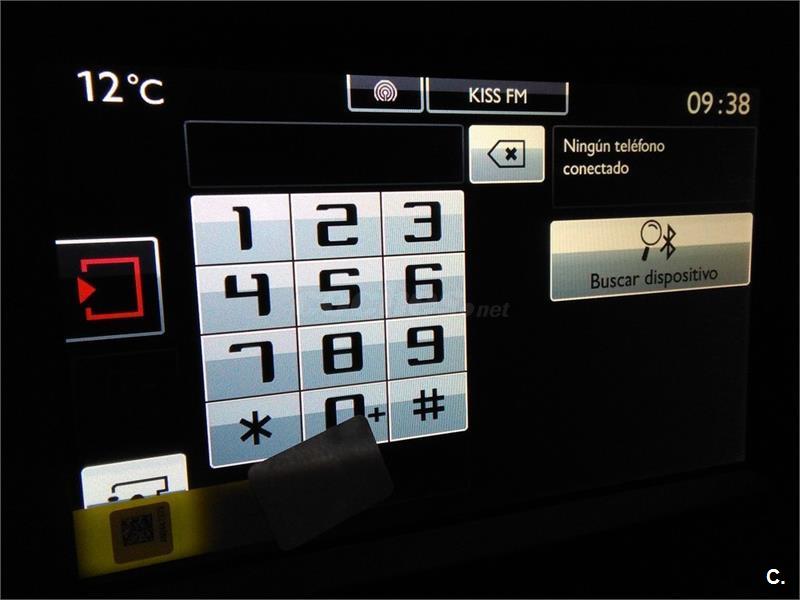 12°C
KISS FM
09:38
Ningún teléfono
conectado
1 2 3
4 5 6
7 8 9
* 0+ #
Buscar dispositivo
.net
C.